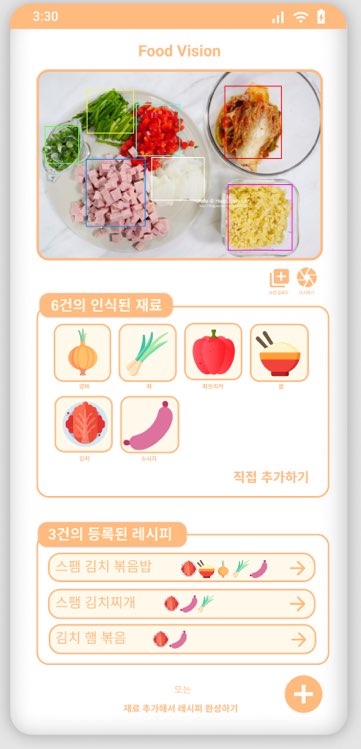 3:30
Food Vision
6건의 인식된 재료
양파
파
파프리카
밥
김치
소시지
직접 추가하기
3건의 등록된 레시피
스팸 김치 볶음밥
스팸 김치찌개
김치 햄 볶음
또는
재료 추가해서 레시피 완성하기